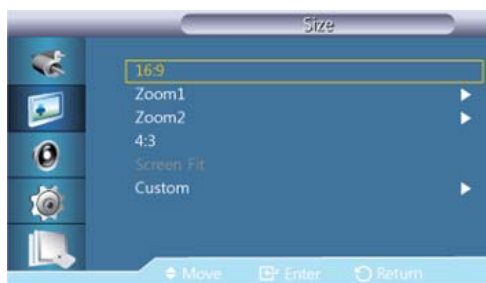 Size
16:9
Zoom1
Zoom2
4:3
Screen Fit
Custom
Move Enter Return